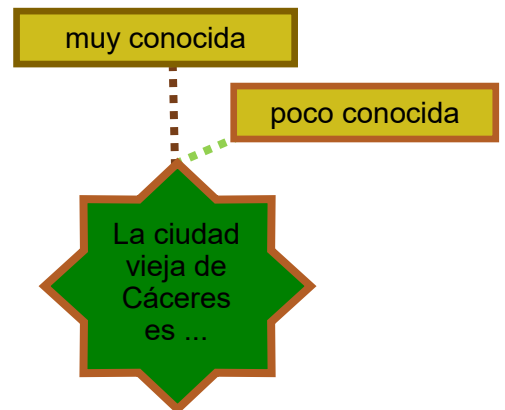 muy conocida
poco conocida
La ciudad
vieja de
Cáceres
es ...